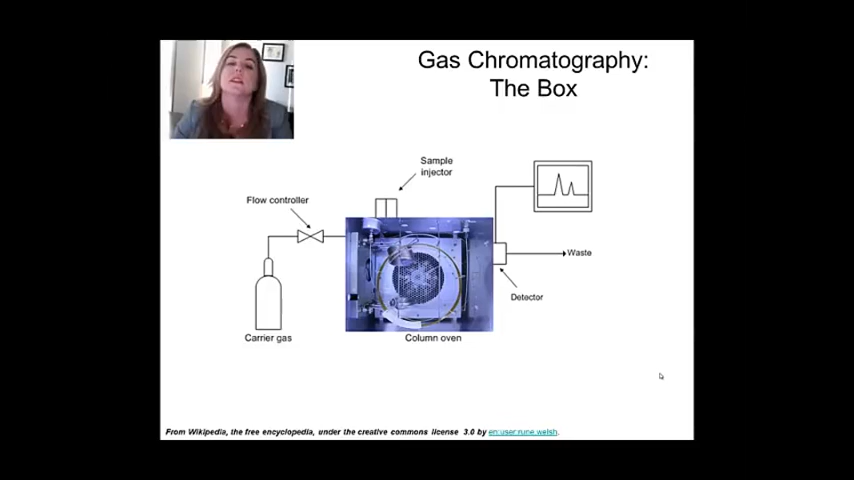 Gas Chromatography:
The Box
Sample
injector
Flow controller
Waste
Detector
Carrier gas
Column oven
From Wikipedia, the free encyclopedia, under the creative commons license 3.0 by en:user:rune.welsh.